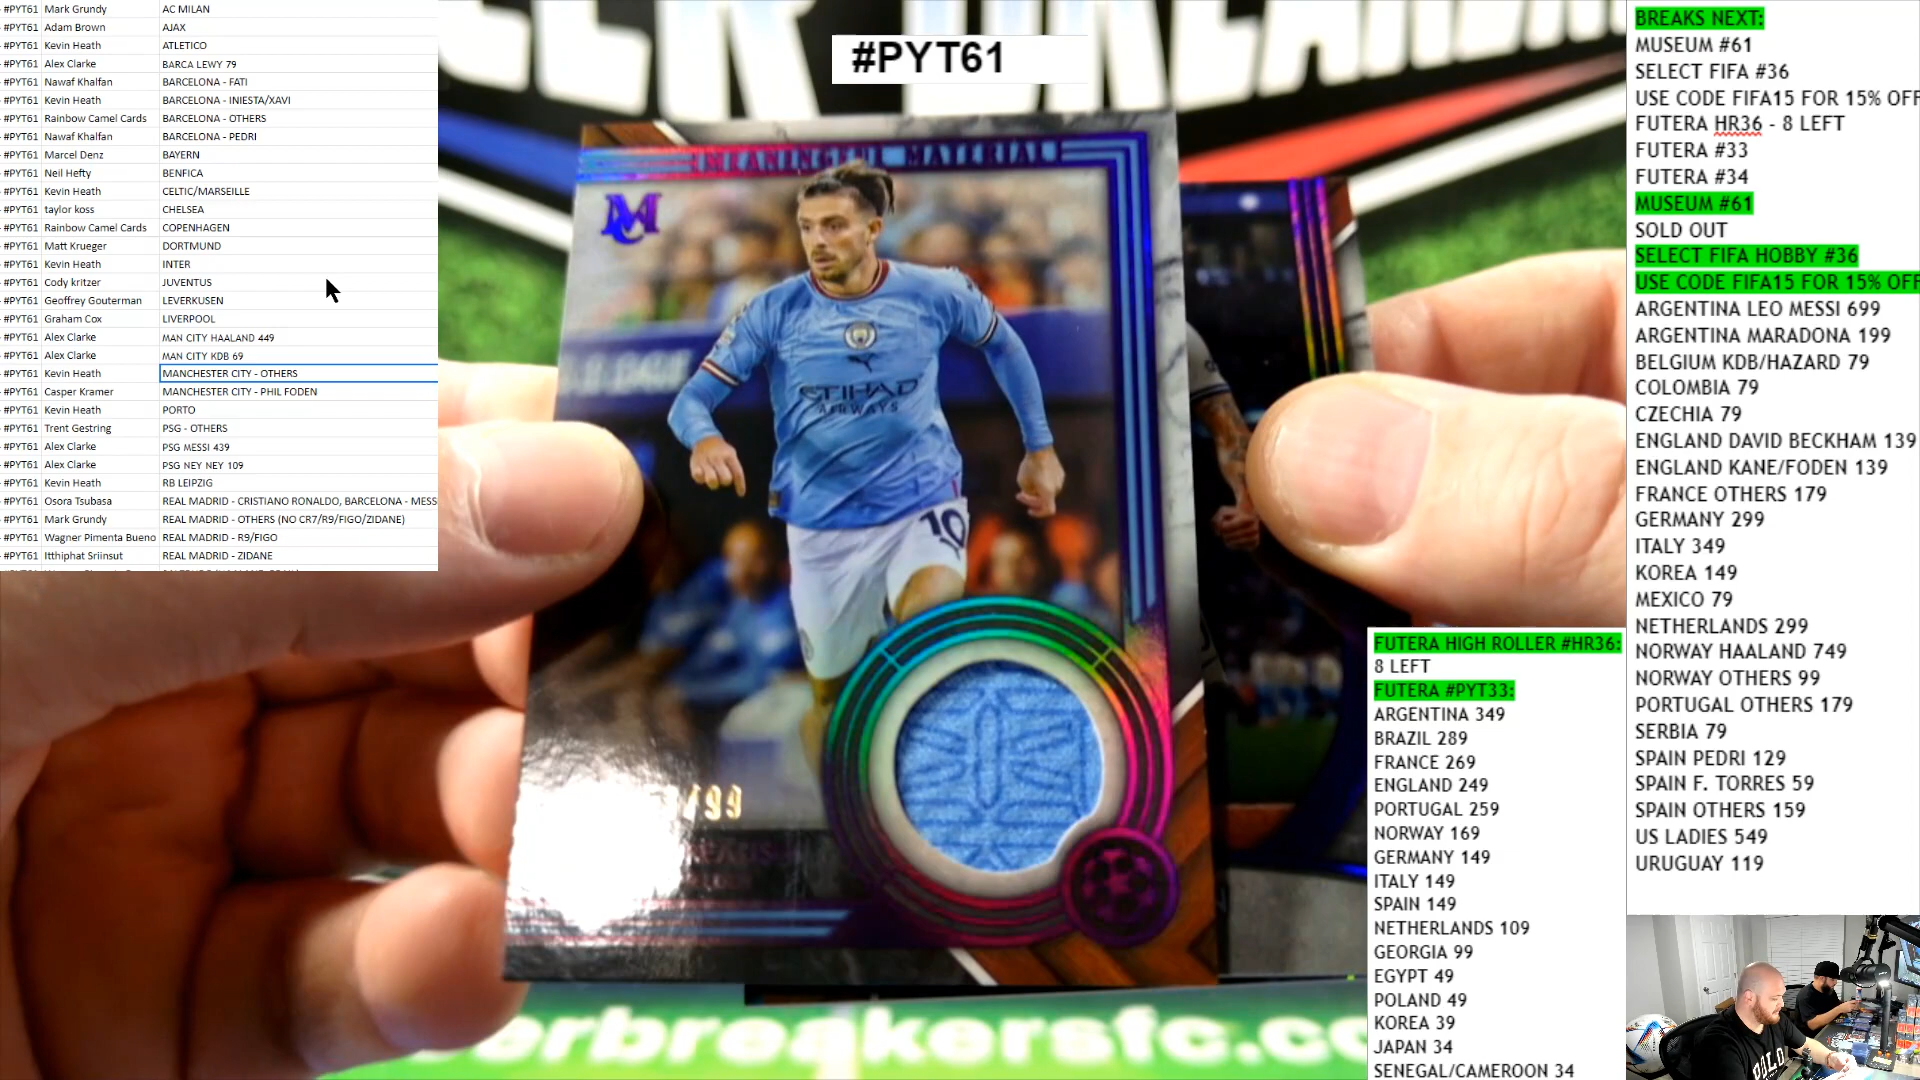 #PYT61 Mark Grundy AC MILAN
#PYT61 Adam Brown AJAX
#PYT61 Kevin Heath ATLETICO
#PYT61 Alex Clarke BARCA LEWY 79
#PYT61 Nawaf Khalfan BARCELONA - FATI
#PYT61 Kevin Heath BARCELONA - INIESTA/XAVI
#PYT61 Rainbow Camel Cards BARCELONA - OTHERS
#PYT61 Nawaf Khalfan BARCELONA - PEDRI
#PYT61 Marcel Denz BAYERN
#PYT61 Neil Hefty BENFICA
#PYT61 Kevin Heath CELTIC/MARSEILLE
#PYT61 taylor koss CHELSEA
#PYT61 Rainbow Camel Cards COPENHAGEN
#PYT61 Matt Krueger DORTMUND
#PYT61 Kevin Heath INTER
#PYT61 Cody kritzer JUVENTUS
#PYT61 Geoffrey Gouterman LEVERKUSEN
#PYT61 Graham Cox LIVERPOOL
#PYT61 Alex Clarke MAN CITY HAALAND 449
#PYT61 Alex Clarke MAN CITY KDB 69
#PYT61 Kevin Heath MANCHESTER CITY - OTHERS
#PYT61 Casper Kramer MANCHESTER CITY - PHIL FODEN
#PYT61 Kevin Heath PORTO
#PYT61 Trent Gestring PSG - OTHERS
#PYT61 Alex Clarke PSG MESSI 439
#PYT61 Alex Clarke PSG NEY NEY 109
#PYT61 Kevin Heath RB LEIPZIG
#PYT61 Osora Tsubasa REAL MADRID - CRISTIANO RONALDO, BARCELONA - MESS
#PYT61 Mark Grundy REAL MADRID - OTHERS (NO CR7/R9/FIGO/ZIDANE)
#PYT61 Wagner Pimenta Bueno REAL MADRID - R9/FIGO
#PYT61 Itthiphat Sriinsut REAL MADRID - ZIDANE
#PYT61
MEANINGFUL MATERIAL
MC
ETIHAD
AIRWAYS
10
/99
erbreakersfc.co
BREAKS NEXT:
MUSEUM #61
SELECT FIFA #36
USE CODE FIFA15 FOR 15% OFF
FUTERA HR36 - 8 LEFT
FUTERA #33
FUTERA #34
MUSEUM #61
SOLD OUT
SELECT FIFA HOBBY #36
USE CODE FIFA15 FOR 15% OFF
ARGENTINA LEO MESSI 699
ARGENTINA MARADONA 199
BELGIUM KDB/HAZARD 79
COLOMBIA 79
CZECHIA 79
ENGLAND DAVID BECKHAM 139
ENGLAND KANE/FODEN 139
FRANCE OTHERS 179
GERMANY 299
ITALY 349
KOREA 149
MEXICO 79
NETHERLANDS 299
NORWAY HAALAND 749
NORWAY OTHERS 99
PORTUGAL OTHERS 179
SERBIA 79
SPAIN PEDRI 129
SPAIN F. TORRES 59
SPAIN OTHERS 159
US LADIES 549
URUGUAY 119
FUTERA HIGH ROLLER #HR36:
8 LEFT
FUTERA #PYT33:
ARGENTINA 349
BRAZIL 289
FRANCE 269
ENGLAND 249
PORTUGAL 259
NORWAY 169
GERMANY 149
ITALY 149
SPAIN 149
NETHERLANDS 109
GEORGIA 99
EGYPT 49
POLAND 49
KOREA 39
JAPAN 34
SENEGAL/CAMEROON 34